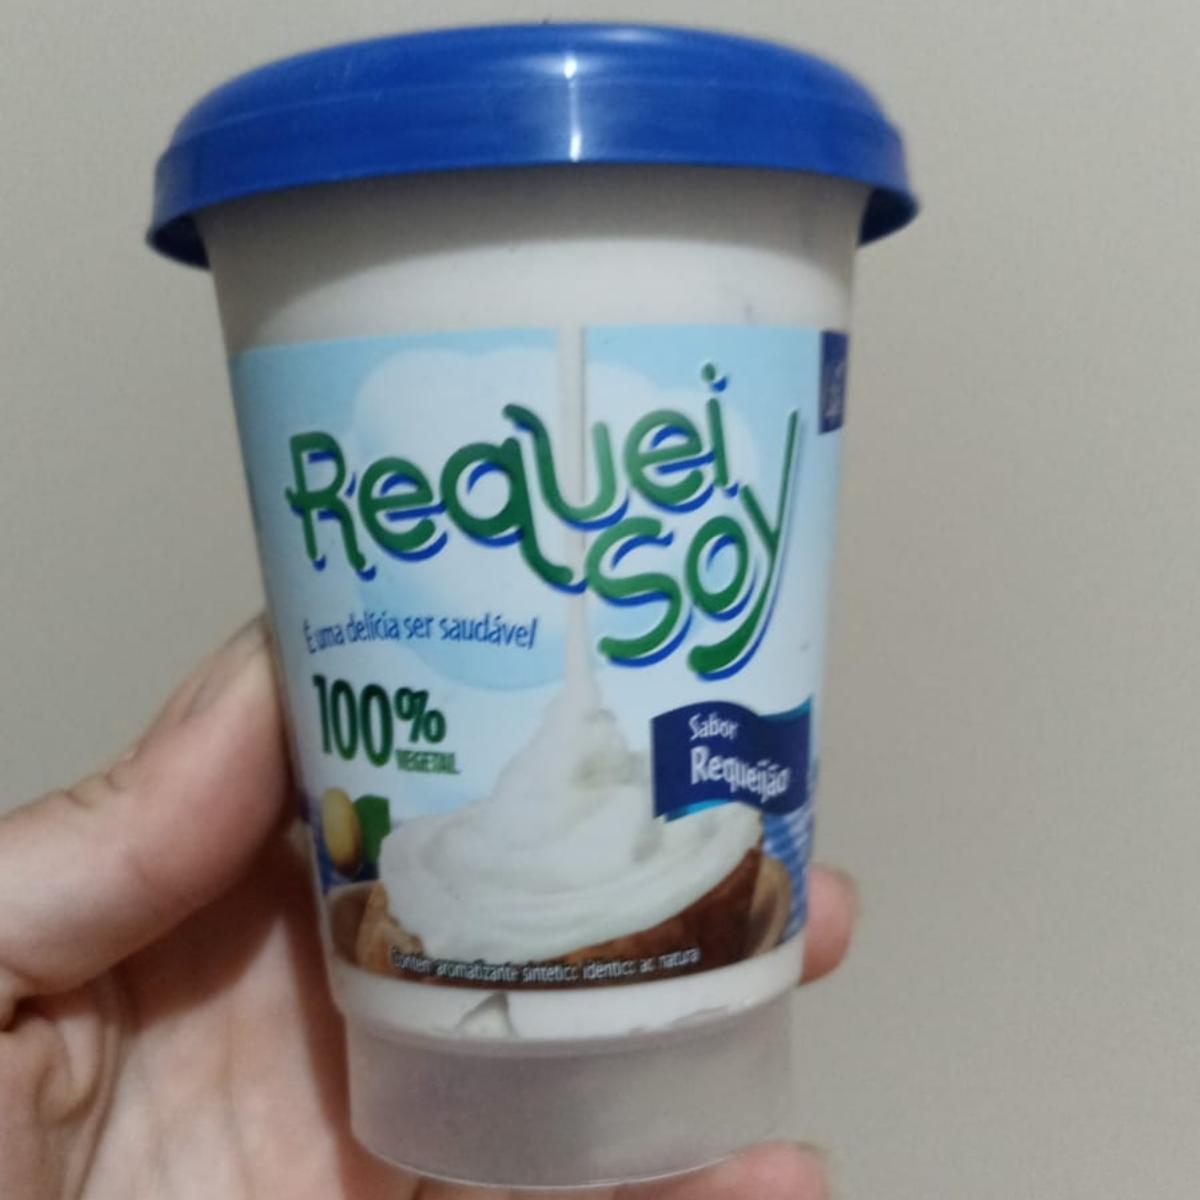 Requei
soy
É uma delícia ser saudável
100%
VEGETAL
Sabor
Requeijão
Contém aromatizante sintético idêntico ao natural